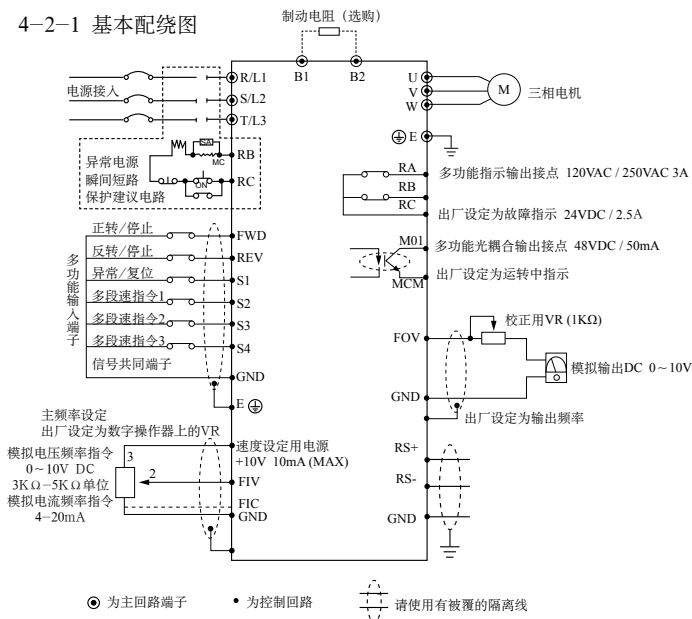 4-2-1 基本配绕图
制动电阻（选购）
B1
B2
R/L1
S/L2
T/L3
电源接入
U
V
W
M
三相电机
E
异常电源
瞬间短路
保护建议电路
SA
MC
ON
RB
RC
RA
RB
RC
多功能指示输出接点 120VAC / 250VAC 3A
出厂设定为故障指示 24VDC / 2.5A
M01
MCM
多功能光耦合输出接点 48VDC / 50mA
出厂设定为运转中指示
多功能输入端子
正转/停止
反转/停止
异常/复位
多段速指令1
多段速指令2
多段速指令3
信号共同端子
FWD
REV
S1
S2
S3
S4
GND
E
FOV
校正用VR (1KΩ)
模拟输出DC 0～10V
GND
出厂设定为输出频率
主频率设定
出厂设定为数字操作器上的VR
模拟电压频率指令
0～10V DC
3KΩ-5KΩ单位
模拟电流频率指令
4-20mA
3
2
速度设定用电源
+10V 10mA (MAX)
FIV
FIC
GND
RS+
RS-
GND
为主回路端子
为控制回路
请使用有被覆的隔离线